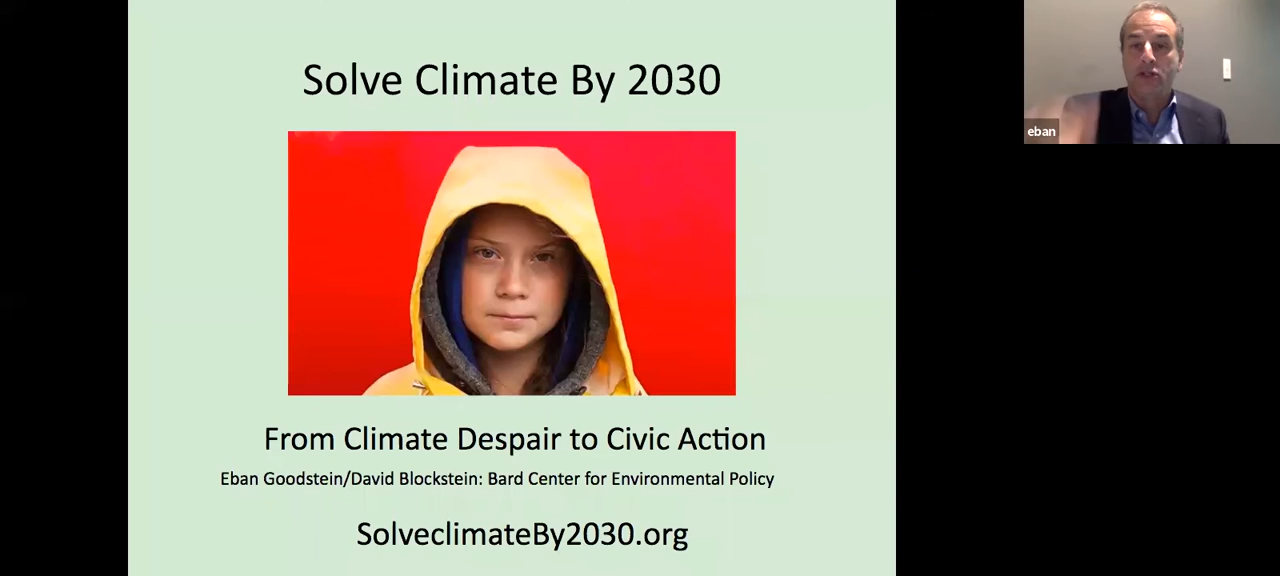 Solve Climate By 2030
eban
From Climate Despair to Civic Action
Eban Goodstein/David Blockstein: Bard Center for Environmental Policy
SolveclimateBy2030.org